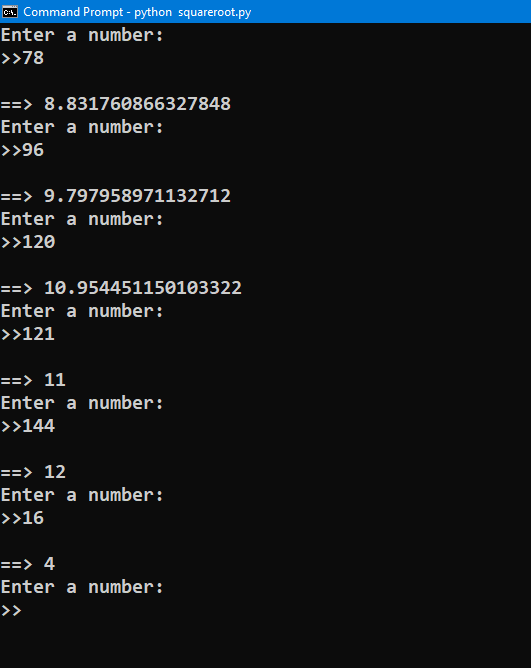 C:\. Command Prompt - python squareroot.py
Enter a number:
>>78
==> 8.831760866327848
Enter a number:
>>96
==> 9.797958971132712
Enter a number:
>>120
==> 10.954451150103322
Enter a number:
>>121
==> 11
Enter a number:
>>144
==> 12
Enter a number:
>>16
==> 4
Enter a number:
>>